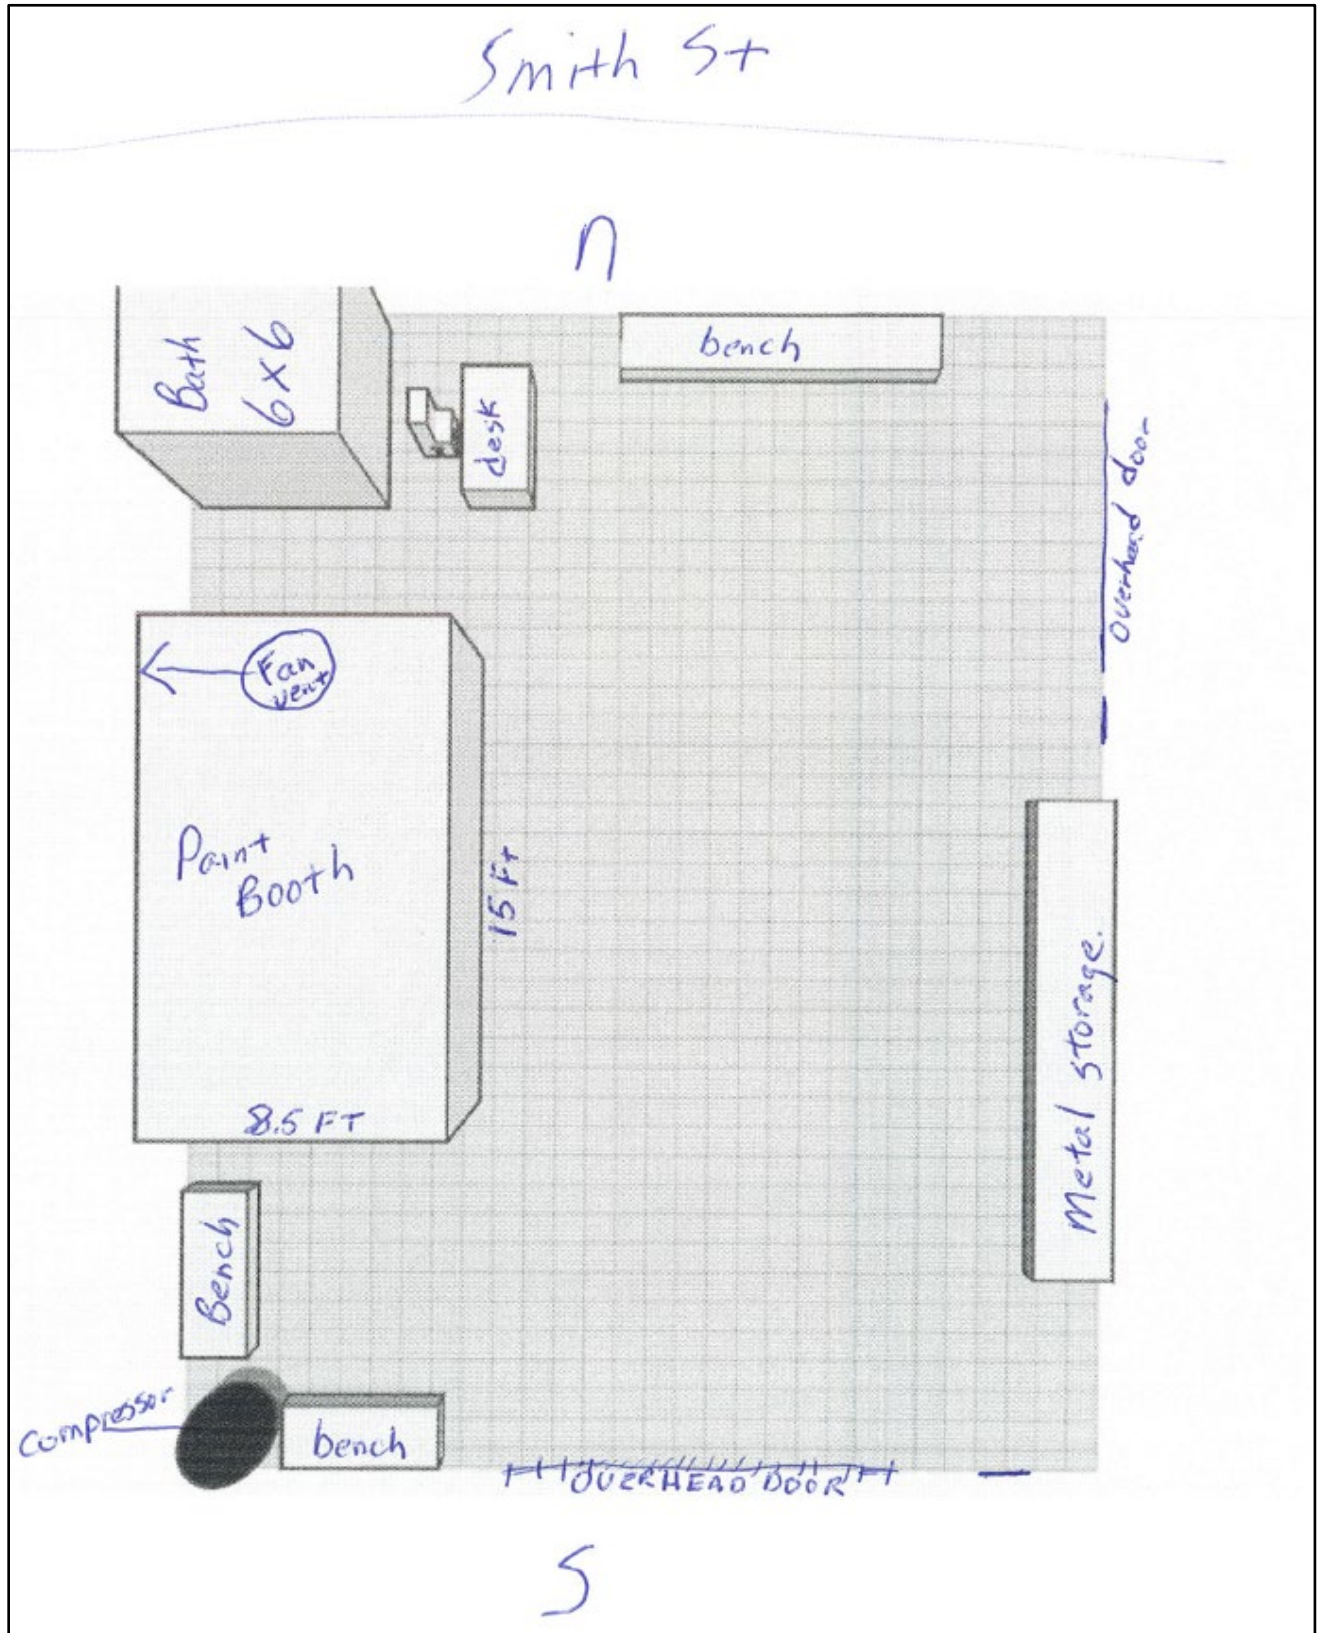 Smith St
n
Bath
6x6
desk
bench
Overhead door
Fan
vent
Paint
Booth
15 Ft
8.5 FT
Metal storage.
Bench
Compressor
bench
OVERHEAD DOOR
S